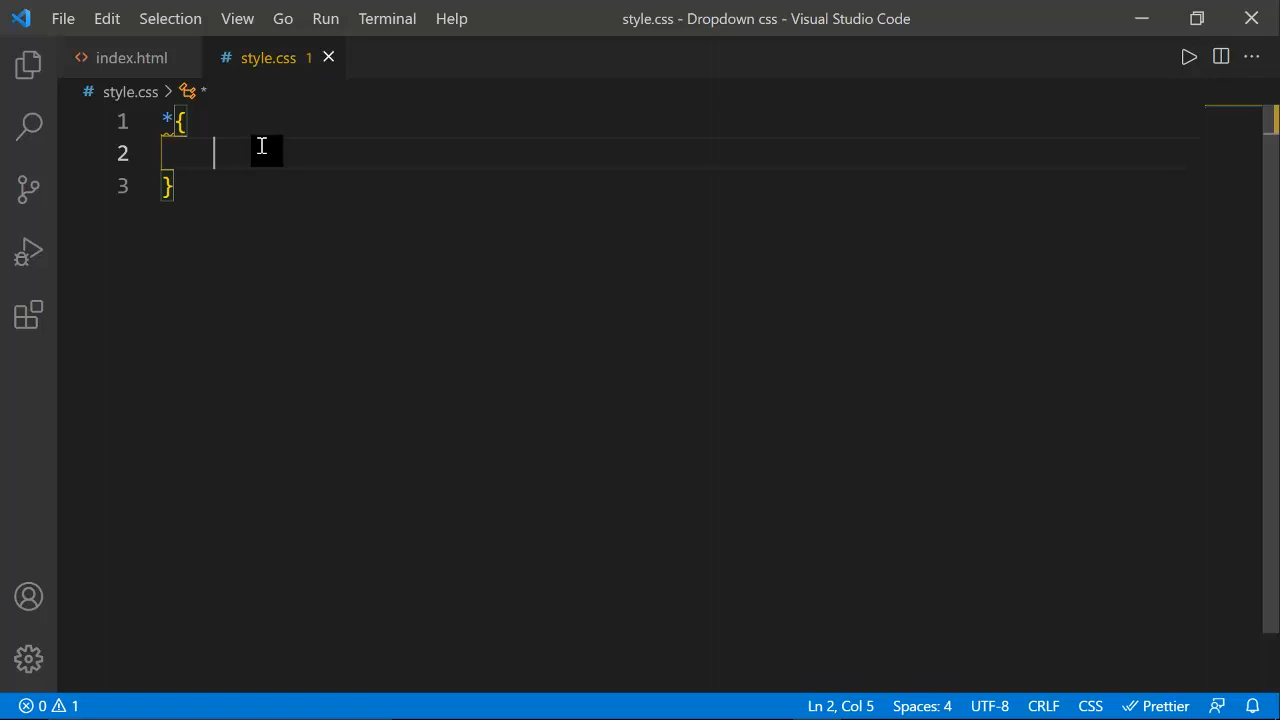 File Edit Selection View Go Run Terminal Help style.css - Dropdown css - Visual Studio Code
index.html # style.css 1
# style.css > *
1 *{
2
3 }
0 1 Ln 2, Col 5 Spaces: 4 UTF-8 CRLF CSS Prettier